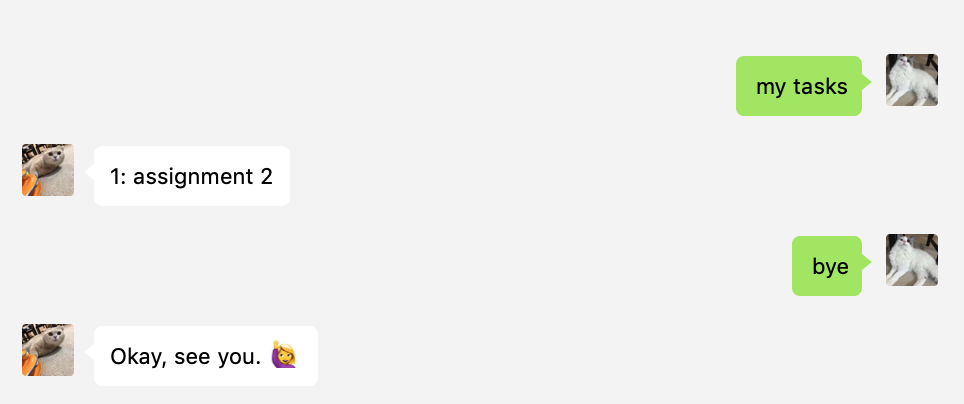 my tasks
1: assignment 2
bye
Okay, see you. 🙋‍♀️